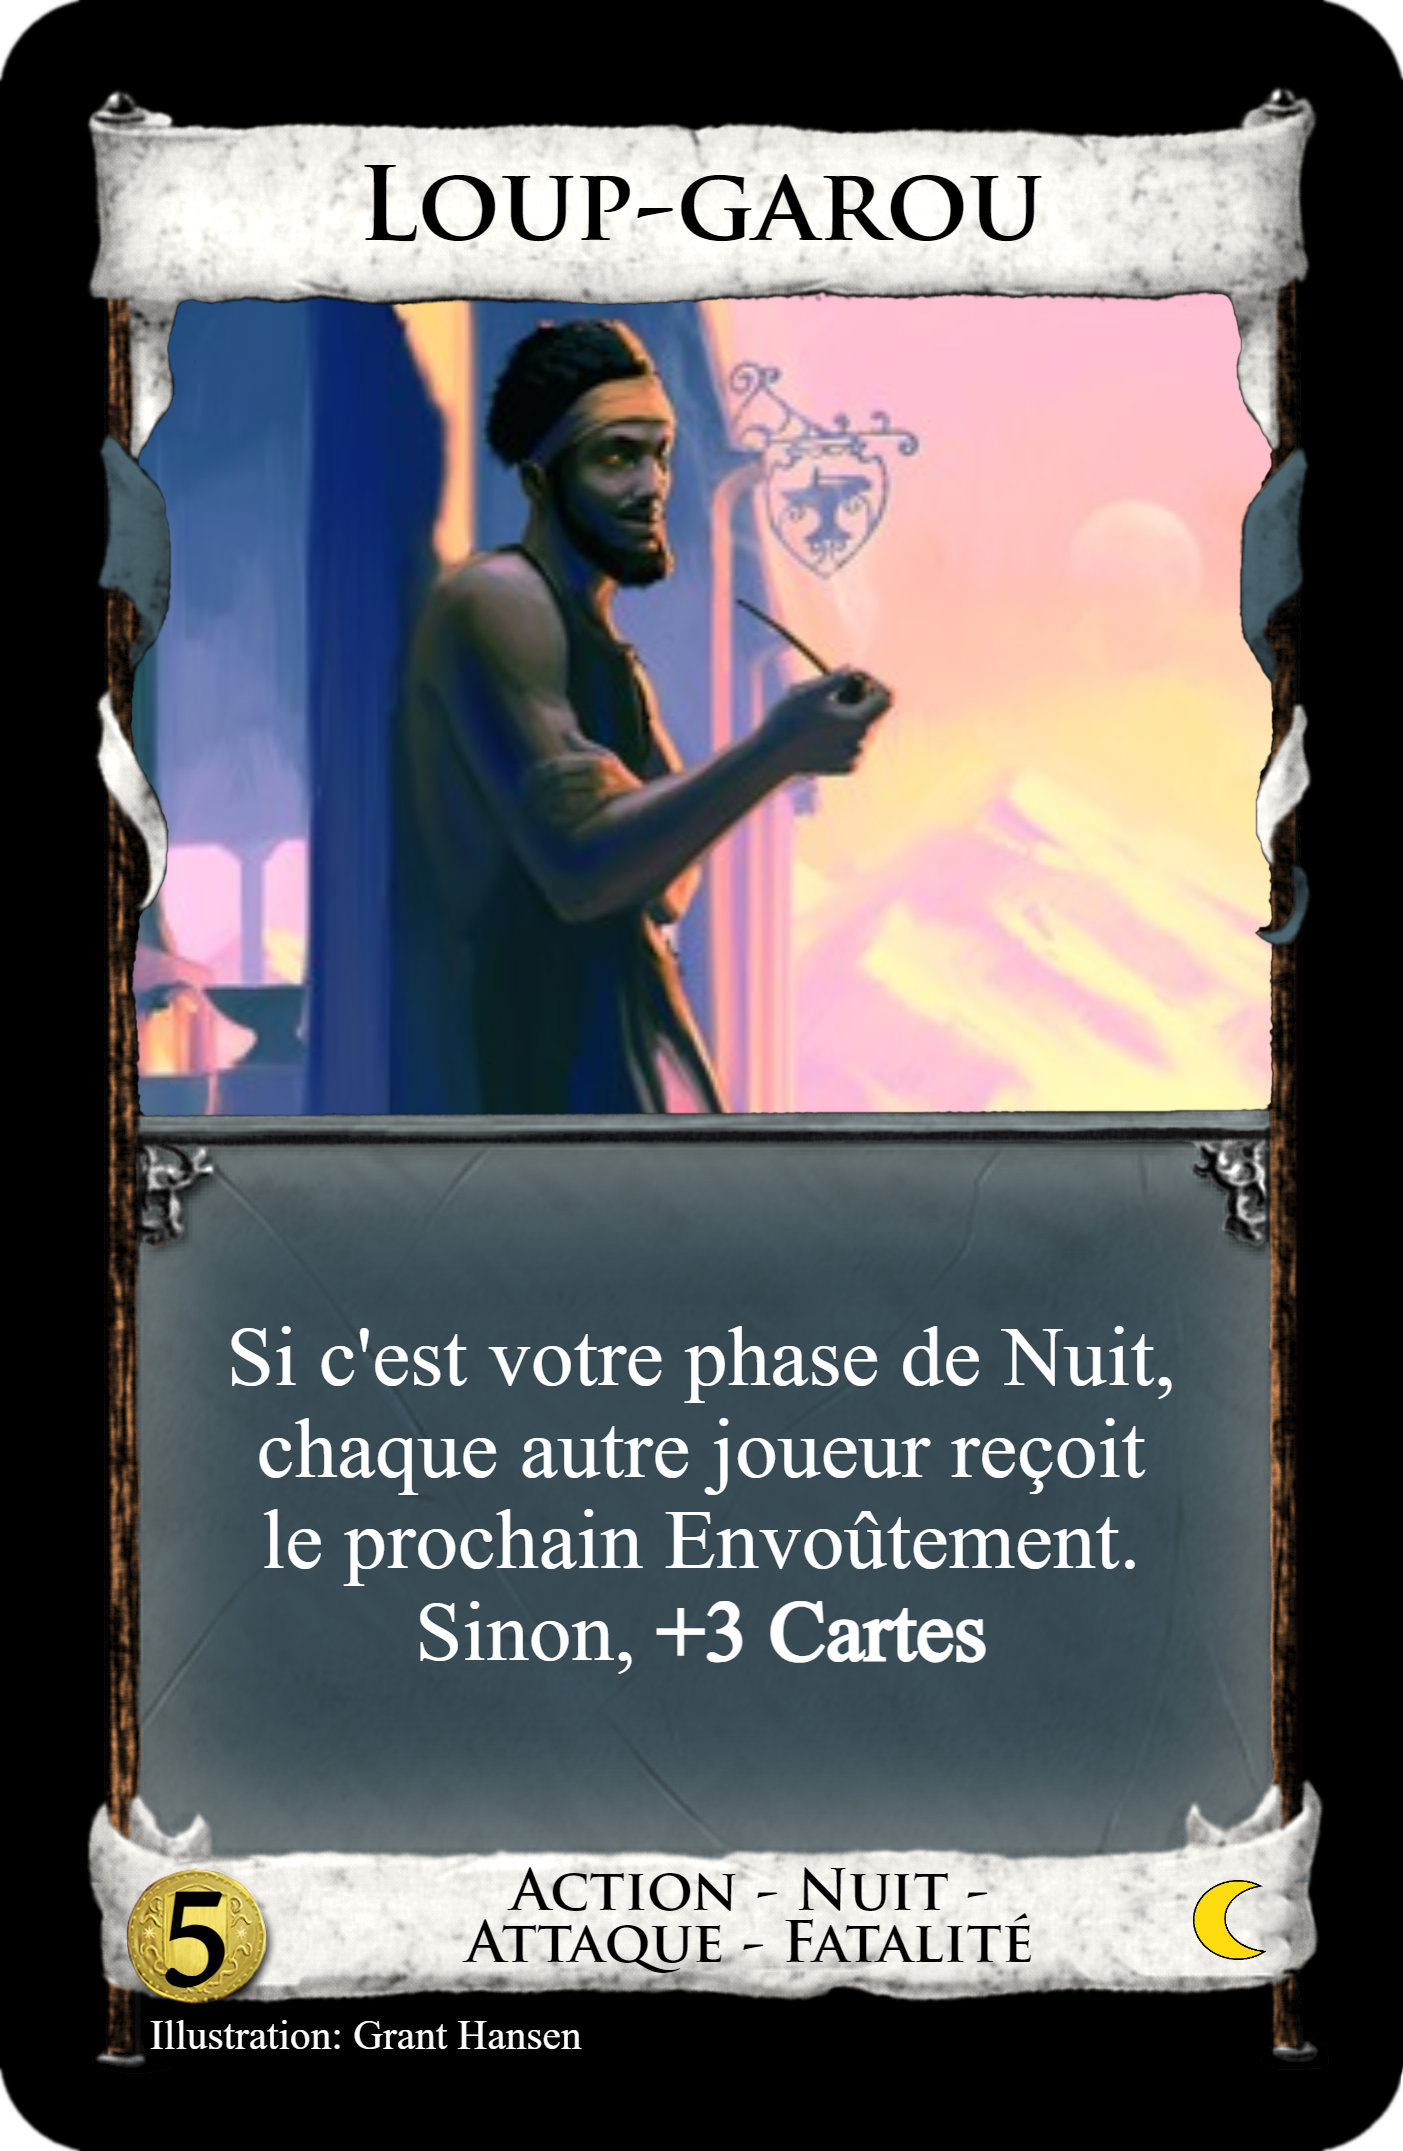 Loup-garou
Si c'est votre phase de Nuit,
chaque autre joueur reçoit
le prochain Envoûtement.
Sinon, +3 Cartes
5
Action - Nuit -
Attaque - Fatalité
Illustration: Grant Hansen